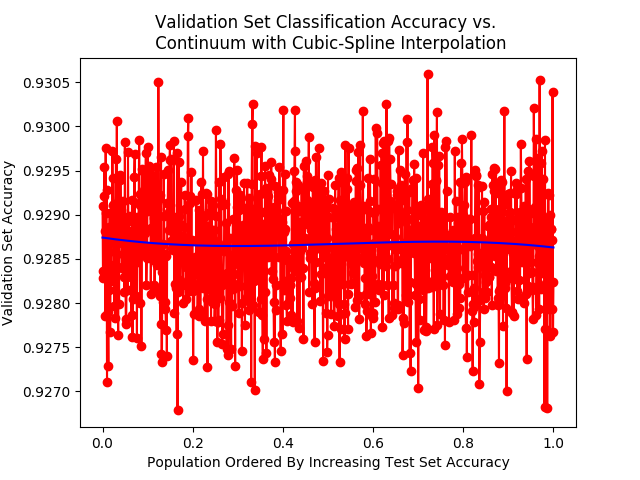 Validation Set Classification Accuracy vs.
Continuum with Cubic-Spline Interpolation
Validation Set Accuracy
0.9305
0.9300
0.9295
0.9290
0.9285
0.9280
0.9275
0.9270
0.0 0.2 0.4 0.6 0.8 1.0
Population Ordered By Increasing Test Set Accuracy